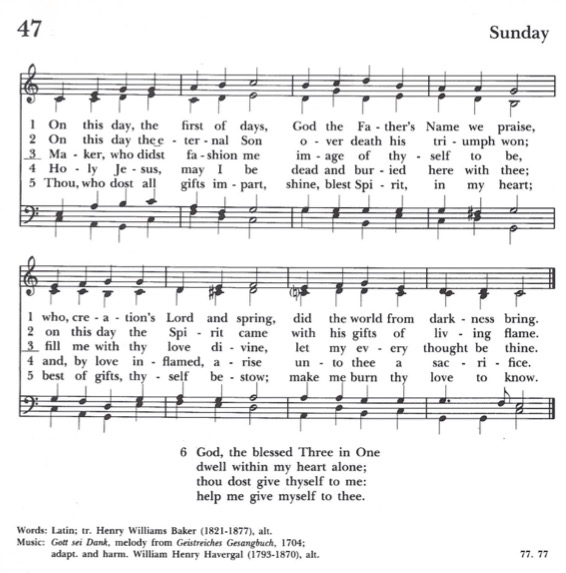 47
Sunday
1 On this day, the first of days, God the Fa - ther's Name we praise,
2 On this day the e - ter - nal Son o - ver death his tri - umph won;
3 Ma - ker, who didst fa - shion me im - age of thy - self to be,
4 Ho - ly Je - sus, may I be dead and bur - ied here with thee;
5 Thou, who dost all gifts im - part, shine, blest Spi - rit, in my heart;
1 who, cre - a - tion's Lord and spring, did the world from dark - ness bring.
2 on this day the Spi - rit came with his gifts of liv - ing flame.
3 fill me with thy love di - vine, let my ev - ery thought be thine.
4 and, by love in - flamed, a - rise un - to thee a sac - ri - fice.
5 best of gifts, thy - self be - stow; make me burn thy love to know.
6 God, the blessed Three in One
dwell within my heart alone;
thou dost give thyself to me:
help me give myself to thee.
Words: Latin; tr. Henry Williams Baker (1821-1877), alt.
Music: Gott sei Dank, melody from Geistreiches Gesangbuch, 1704;
adapt. and harm. William Henry Havergal (1793-1870), alt.
77. 77